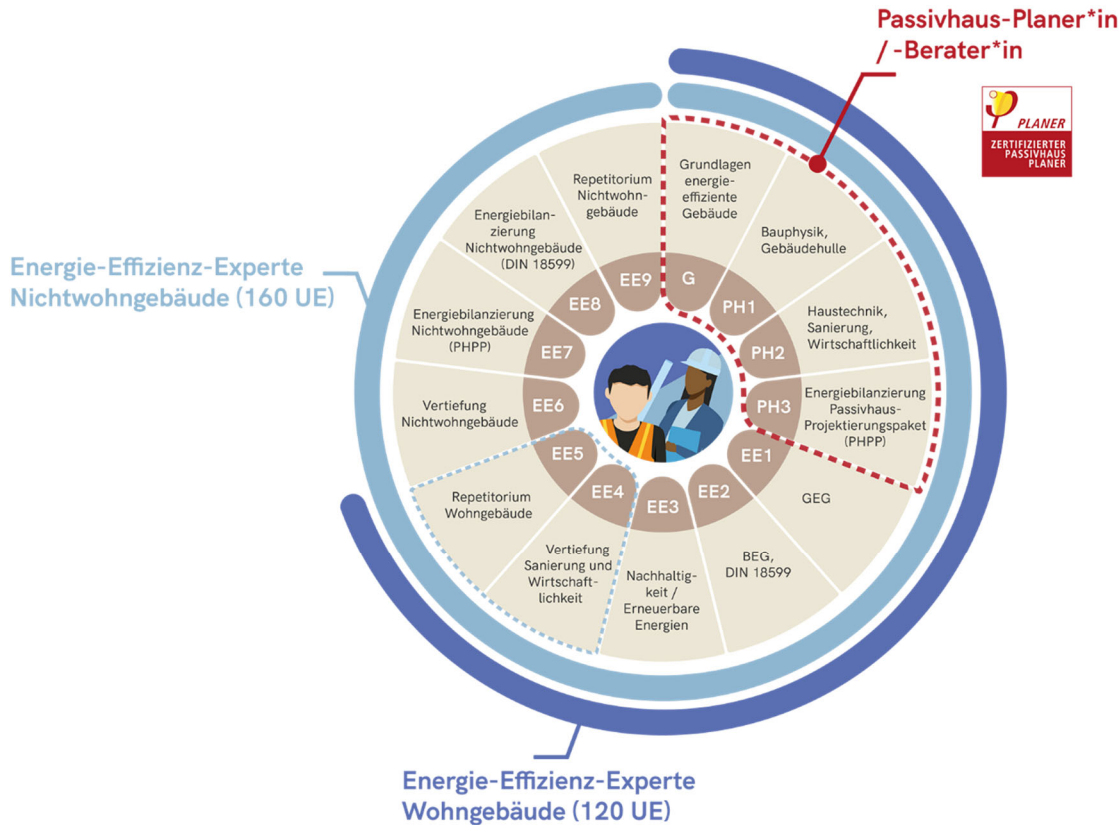 Passivhaus-Planer*in
/ -Berater*in
PLANER
ZERTIFIZIERTER
PASSIVHAUS
PLANER
Grundlagen
energie-
effiziente
Gebäude
G
Bauphysik,
Gebäudehulle
PH1
Haustechnik,
Sanierung,
Wirtschaftlichkeit
PH2
Energiebilanzierung
Passivhaus-
Projektierungspaket
(PHPP)
PH3
GEG
EE1
BEG,
DIN 18599
EE2
Nachhaltig-
keit /
Erneuerbare
Energien
EE3
Vertiefung
Sanierung und
Wirtschaft-
lichkeit
EE4
Repetitorium
Wohngebäude
EE5
Vertiefung
Nichtwohngebäude
EE6
Energiebilanzierung
Nichtwohngebäude
(PHPP)
EE7
Energiebilan-
zierung
Nichtwohngebäude
(DIN 18599)
EE8
Repetitorium
Nichtwohn-
gebäude
EE9
Energie-Effizienz-Experte
Nichtwohngebäude (160 UE)
Energie-Effizienz-Experte
Wohngebäude (120 UE)